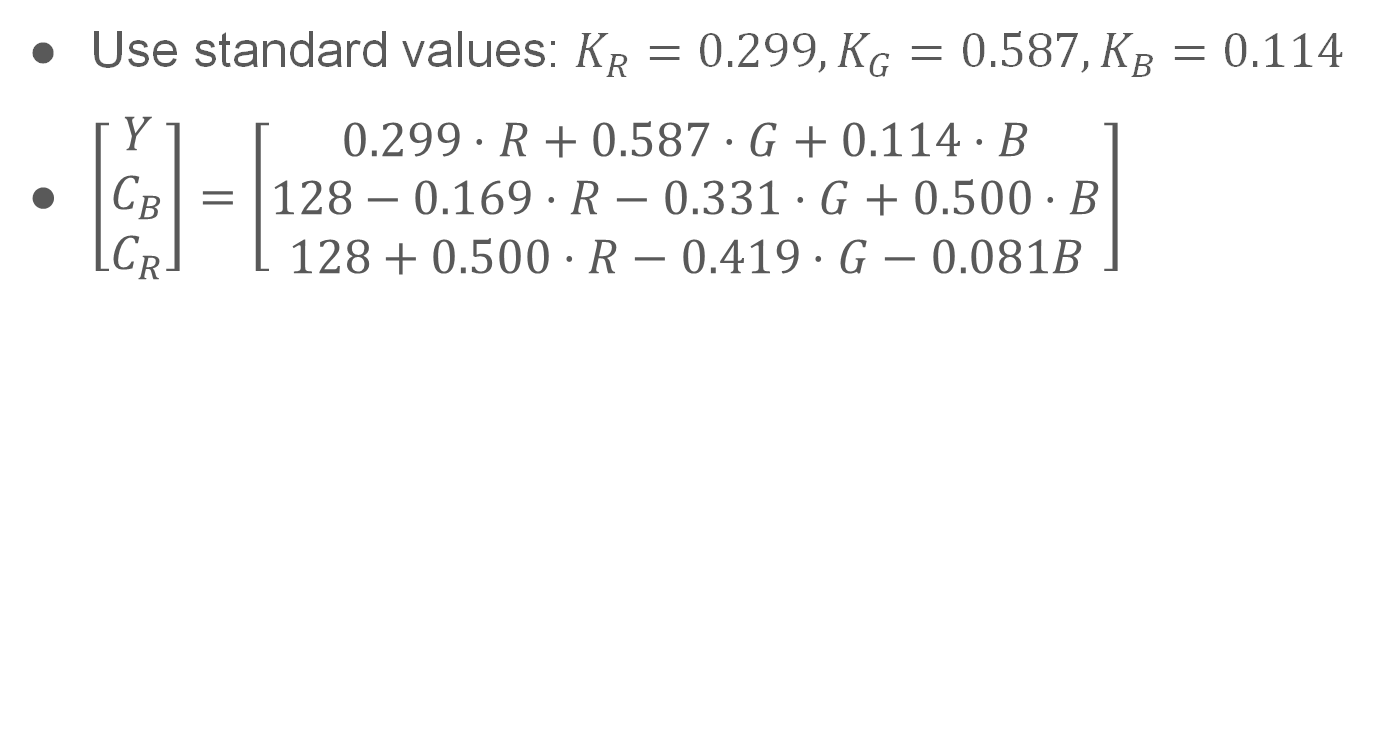 ● Use standard values: K_R = 0.299, K_G = 0.587, K_B = 0.114
● [Y C_B C_R] = [0.299 · R + 0.587 · G + 0.114 · B
128 − 0.169 · R − 0.331 · G + 0.500 · B
128 + 0.500 · R − 0.419 · G − 0.081B]